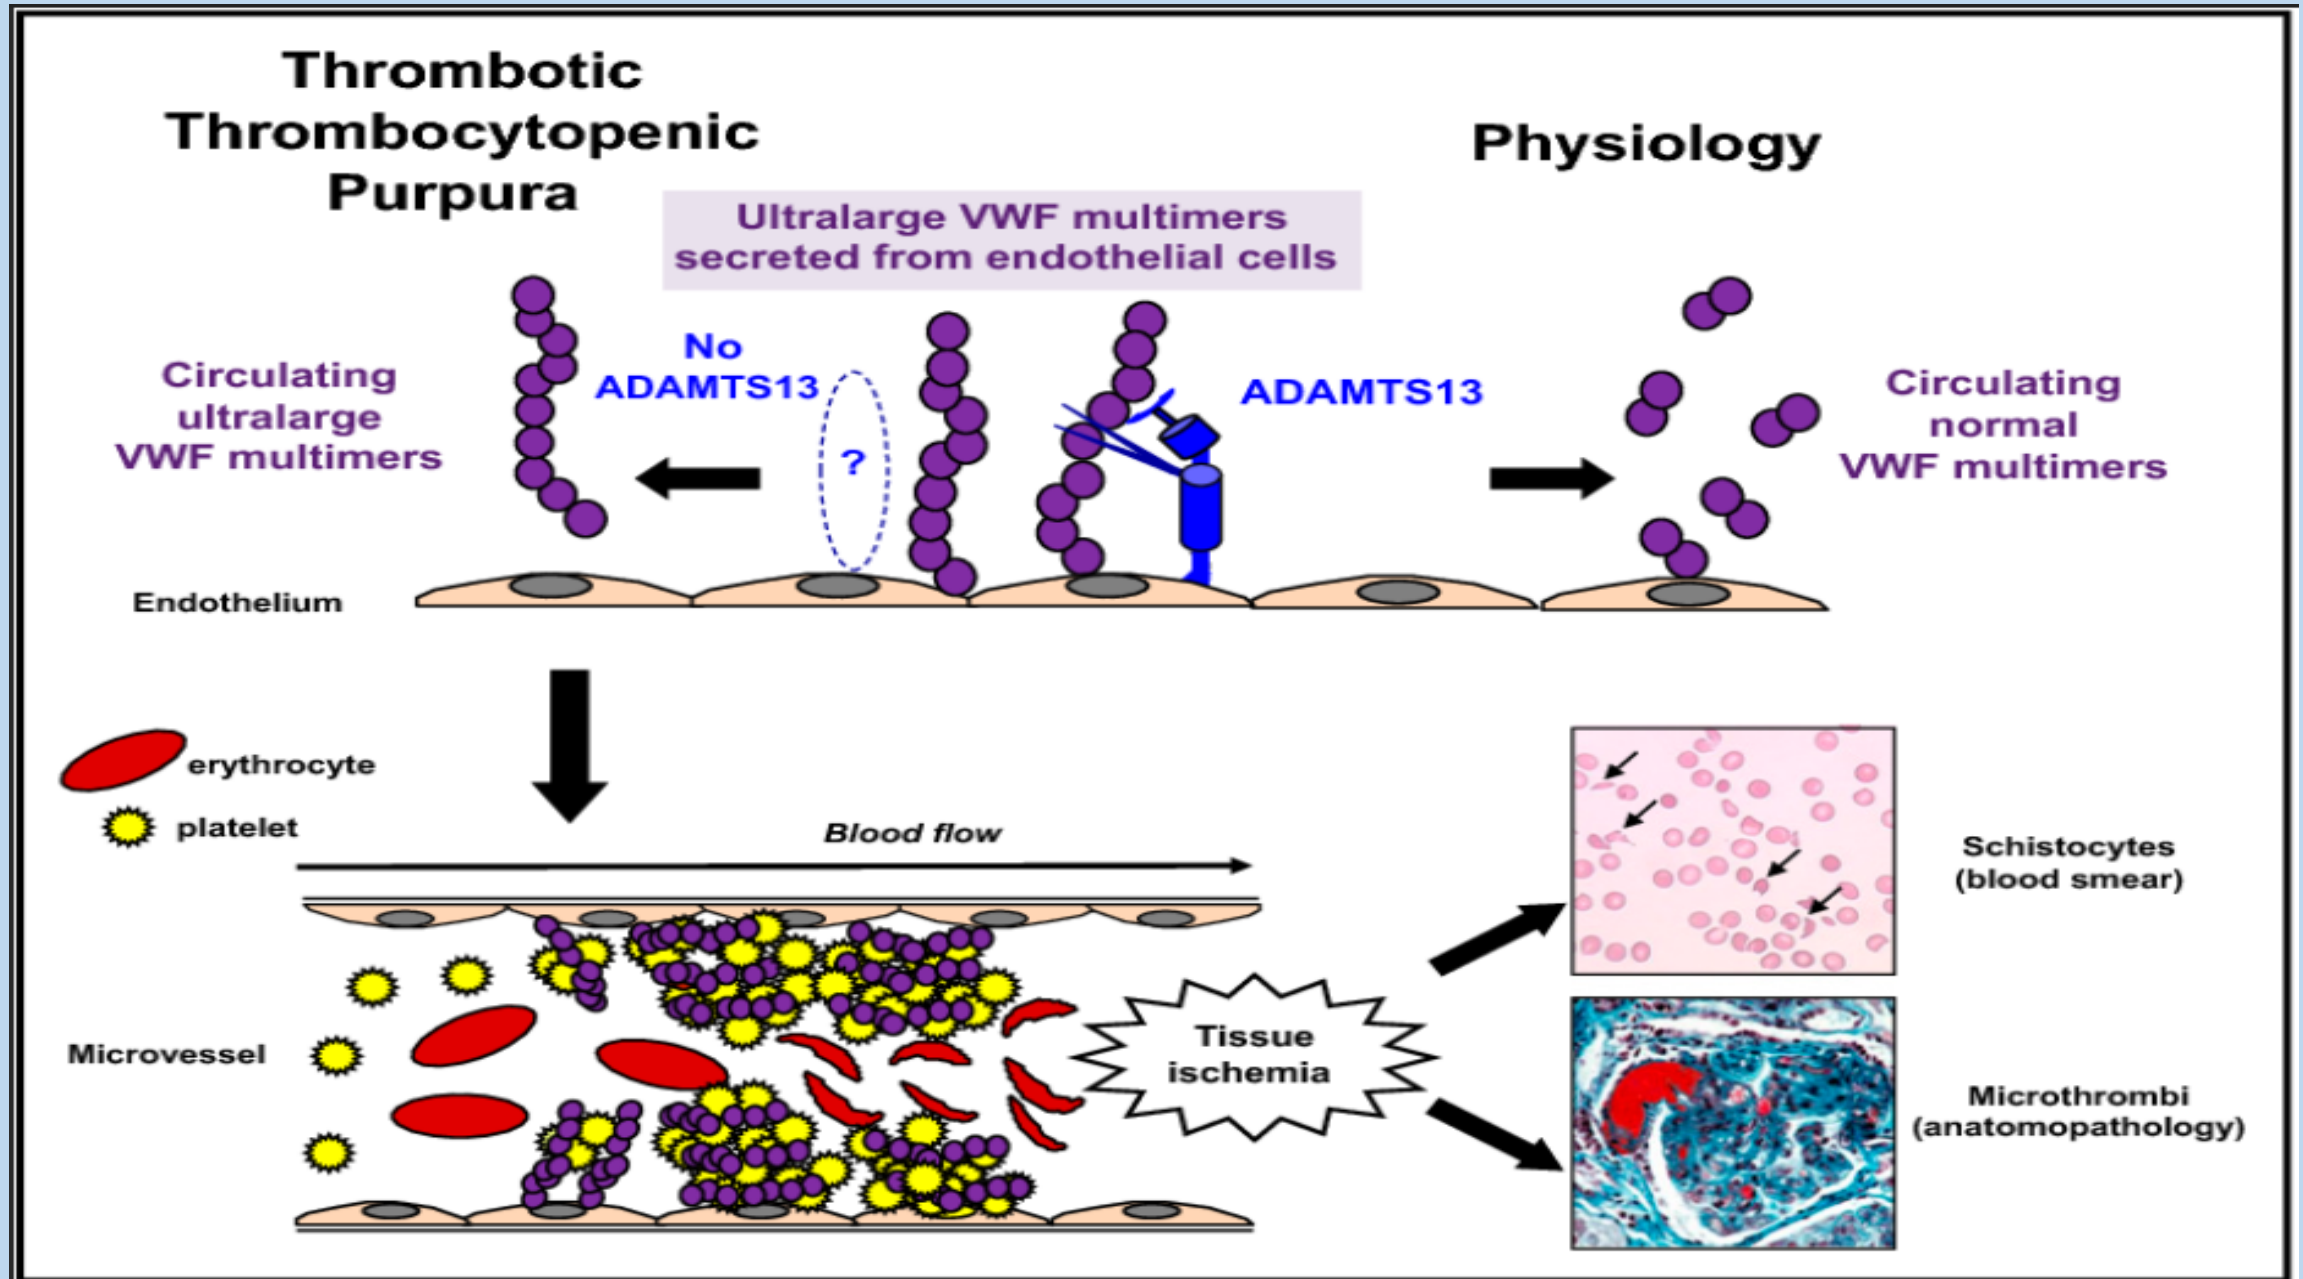 Thrombotic
Thrombocytopenic
Purpura
Physiology
Ultralarge VWF multimers
secreted from endothelial cells
Circulating
ultralarge
VWF multimers
No
ADAMTS13
?
ADAMTS13
Circulating
normal
VWF multimers
Endothelium
erythrocyte
platelet
Blood flow
Microvessel
Tissue
ischemia
Schistocytes
(blood smear)
Microthrombi
(anatomopathology)